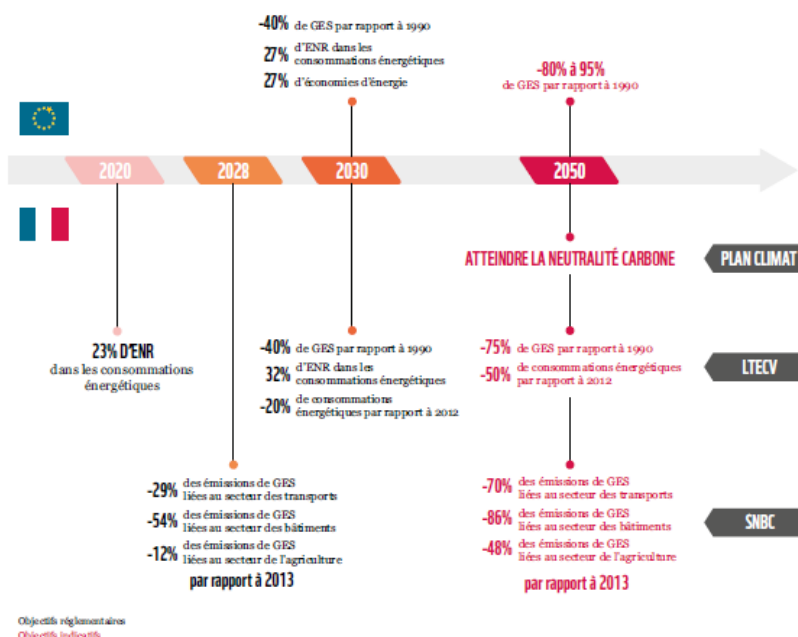 -40% de GES par rapport à 1990
27% d'ENR dans les
consommations énergétiques
27% d'économies d'énergie
-80% à 95%
de GES par rapport à 1990
2020
2028
2030
2050
ATTEINDRE LA NEUTRALITÉ CARBONE
PLAN CLIMAT
23% D'ENR
dans les consommations
énergétiques
-40% de GES par rapport à 1990
32% d'ENR dans les
consommations énergétiques
-20% de consommations
énergétiques par rapport à 2012
-75% de GES par rapport à 1990
-50% de consommations énergétiques
par rapport à 2012
LTECV
-29% des émissions de GES
liées au secteur des transports
-54% des émissions de GES
liées au secteur des bâtiments
-12% des émissions de GES
liées au secteur de l'agriculture
par rapport à 2013
-70% des émissions de GES
liées au secteur des transports
-86% des émissions de GES
liées au secteur des bâtiments
-48% des émissions de GES
liées au secteur de l'agriculture
par rapport à 2013
SNBC
Objectifs réglementaires
Objectifs indicatifs